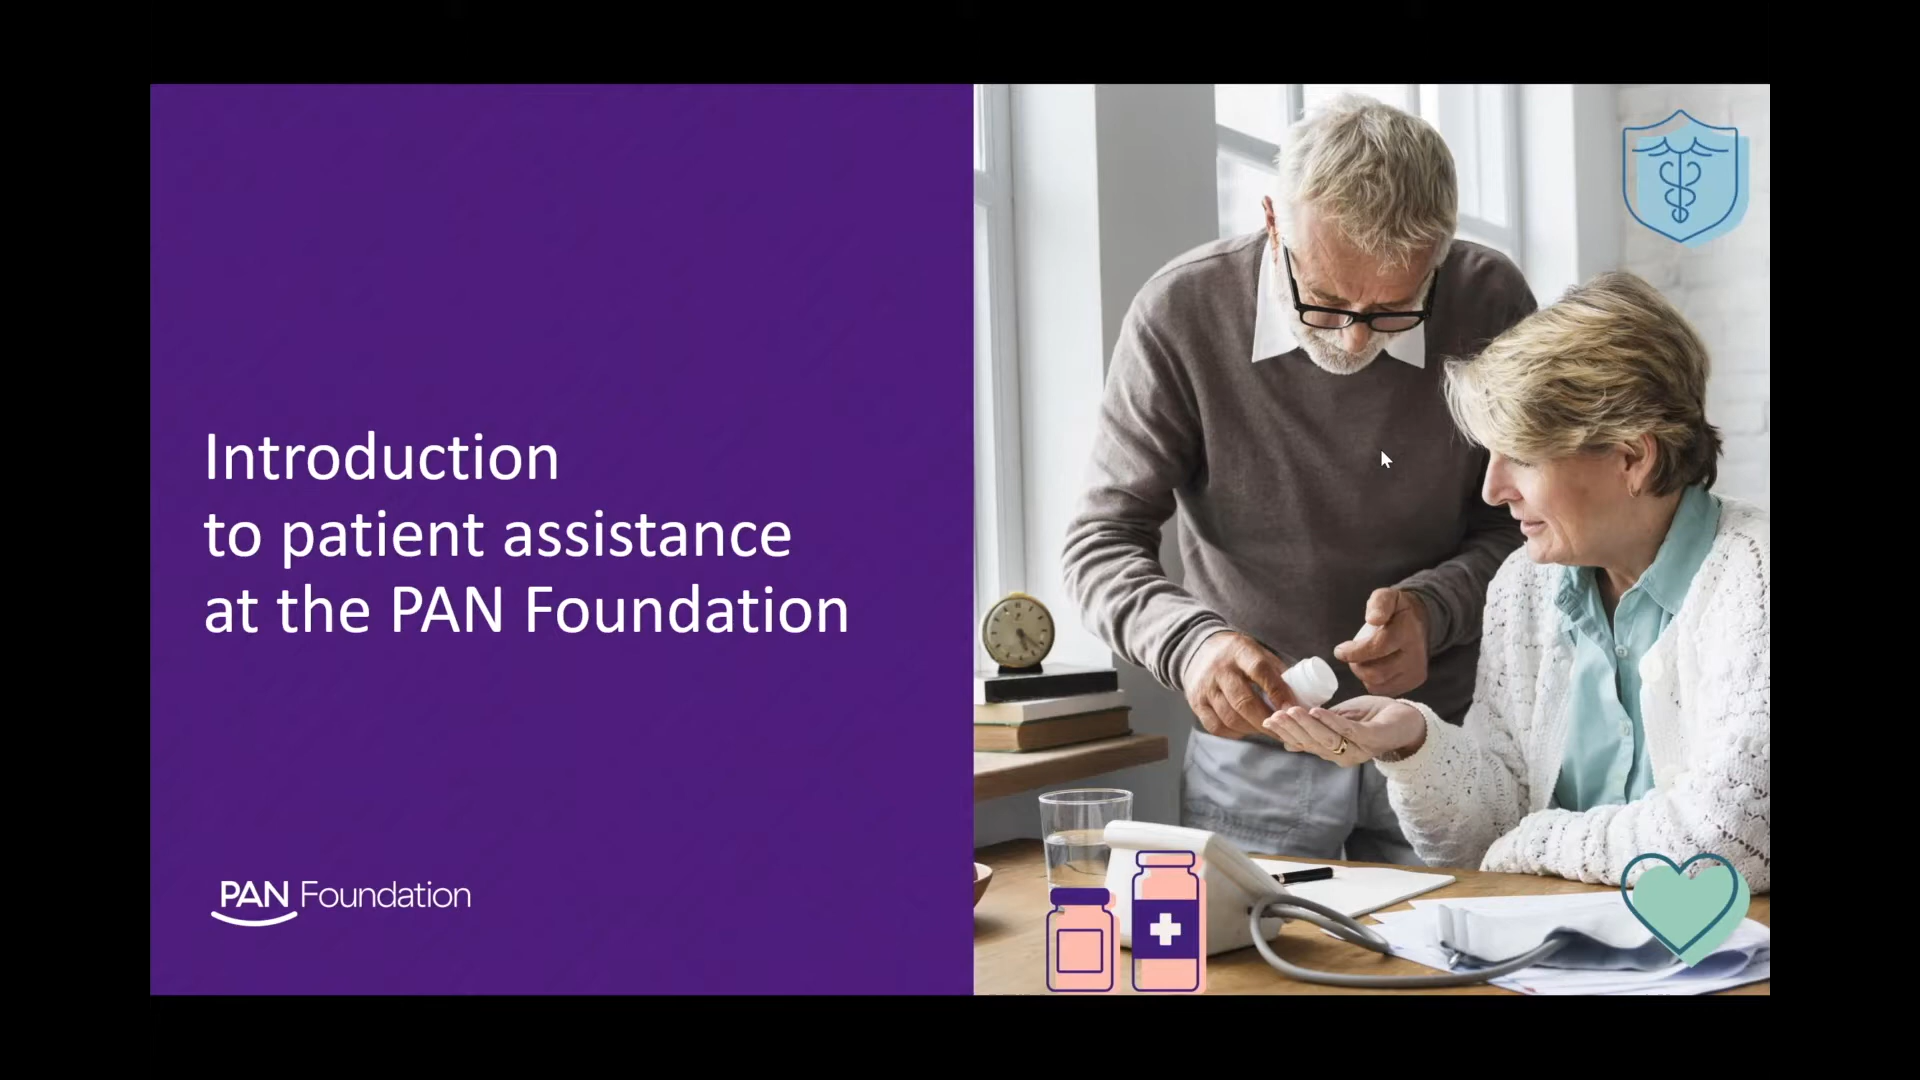 Introduction
to patient assistance
at the PAN Foundation
PAN Foundation